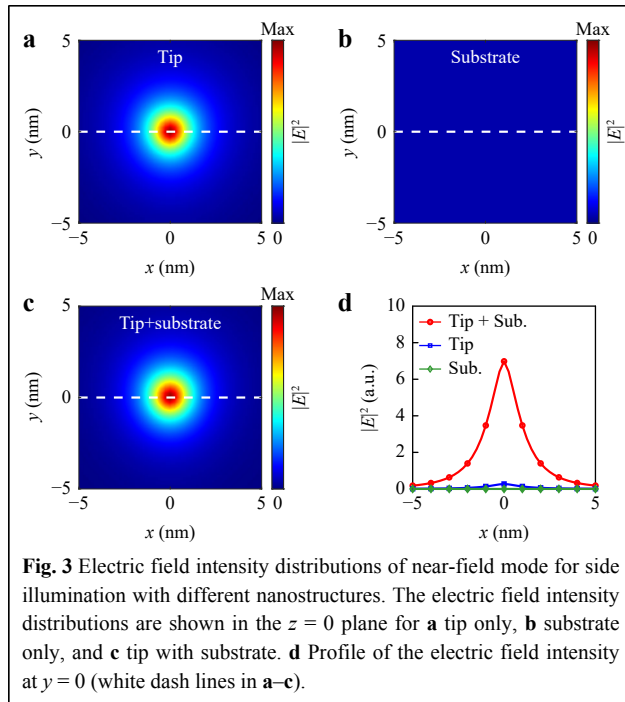 a
Tip
5
0
−5
y (nm)
−5
0
5
x (nm)
Max
0
|E|²
b
Substrate
5
0
−5
y (nm)
−5
0
5
x (nm)
Max
0
|E|²
c
Tip+substrate
5
0
−5
y (nm)
−5
0
5
x (nm)
Max
0
|E|²
d
10
8
6
4
2
0
|E|² (a.u.)
Tip + Sub.
Tip
Sub.
−5
0
5
x (nm)
Fig. 3 Electric field intensity distributions of near-field mode for side
illumination with different nanostructures. The electric field intensity
distributions are shown in the z = 0 plane for a tip only, b substrate
only, and c tip with substrate. d Profile of the electric field intensity
at y = 0 (white dash lines in a–c).